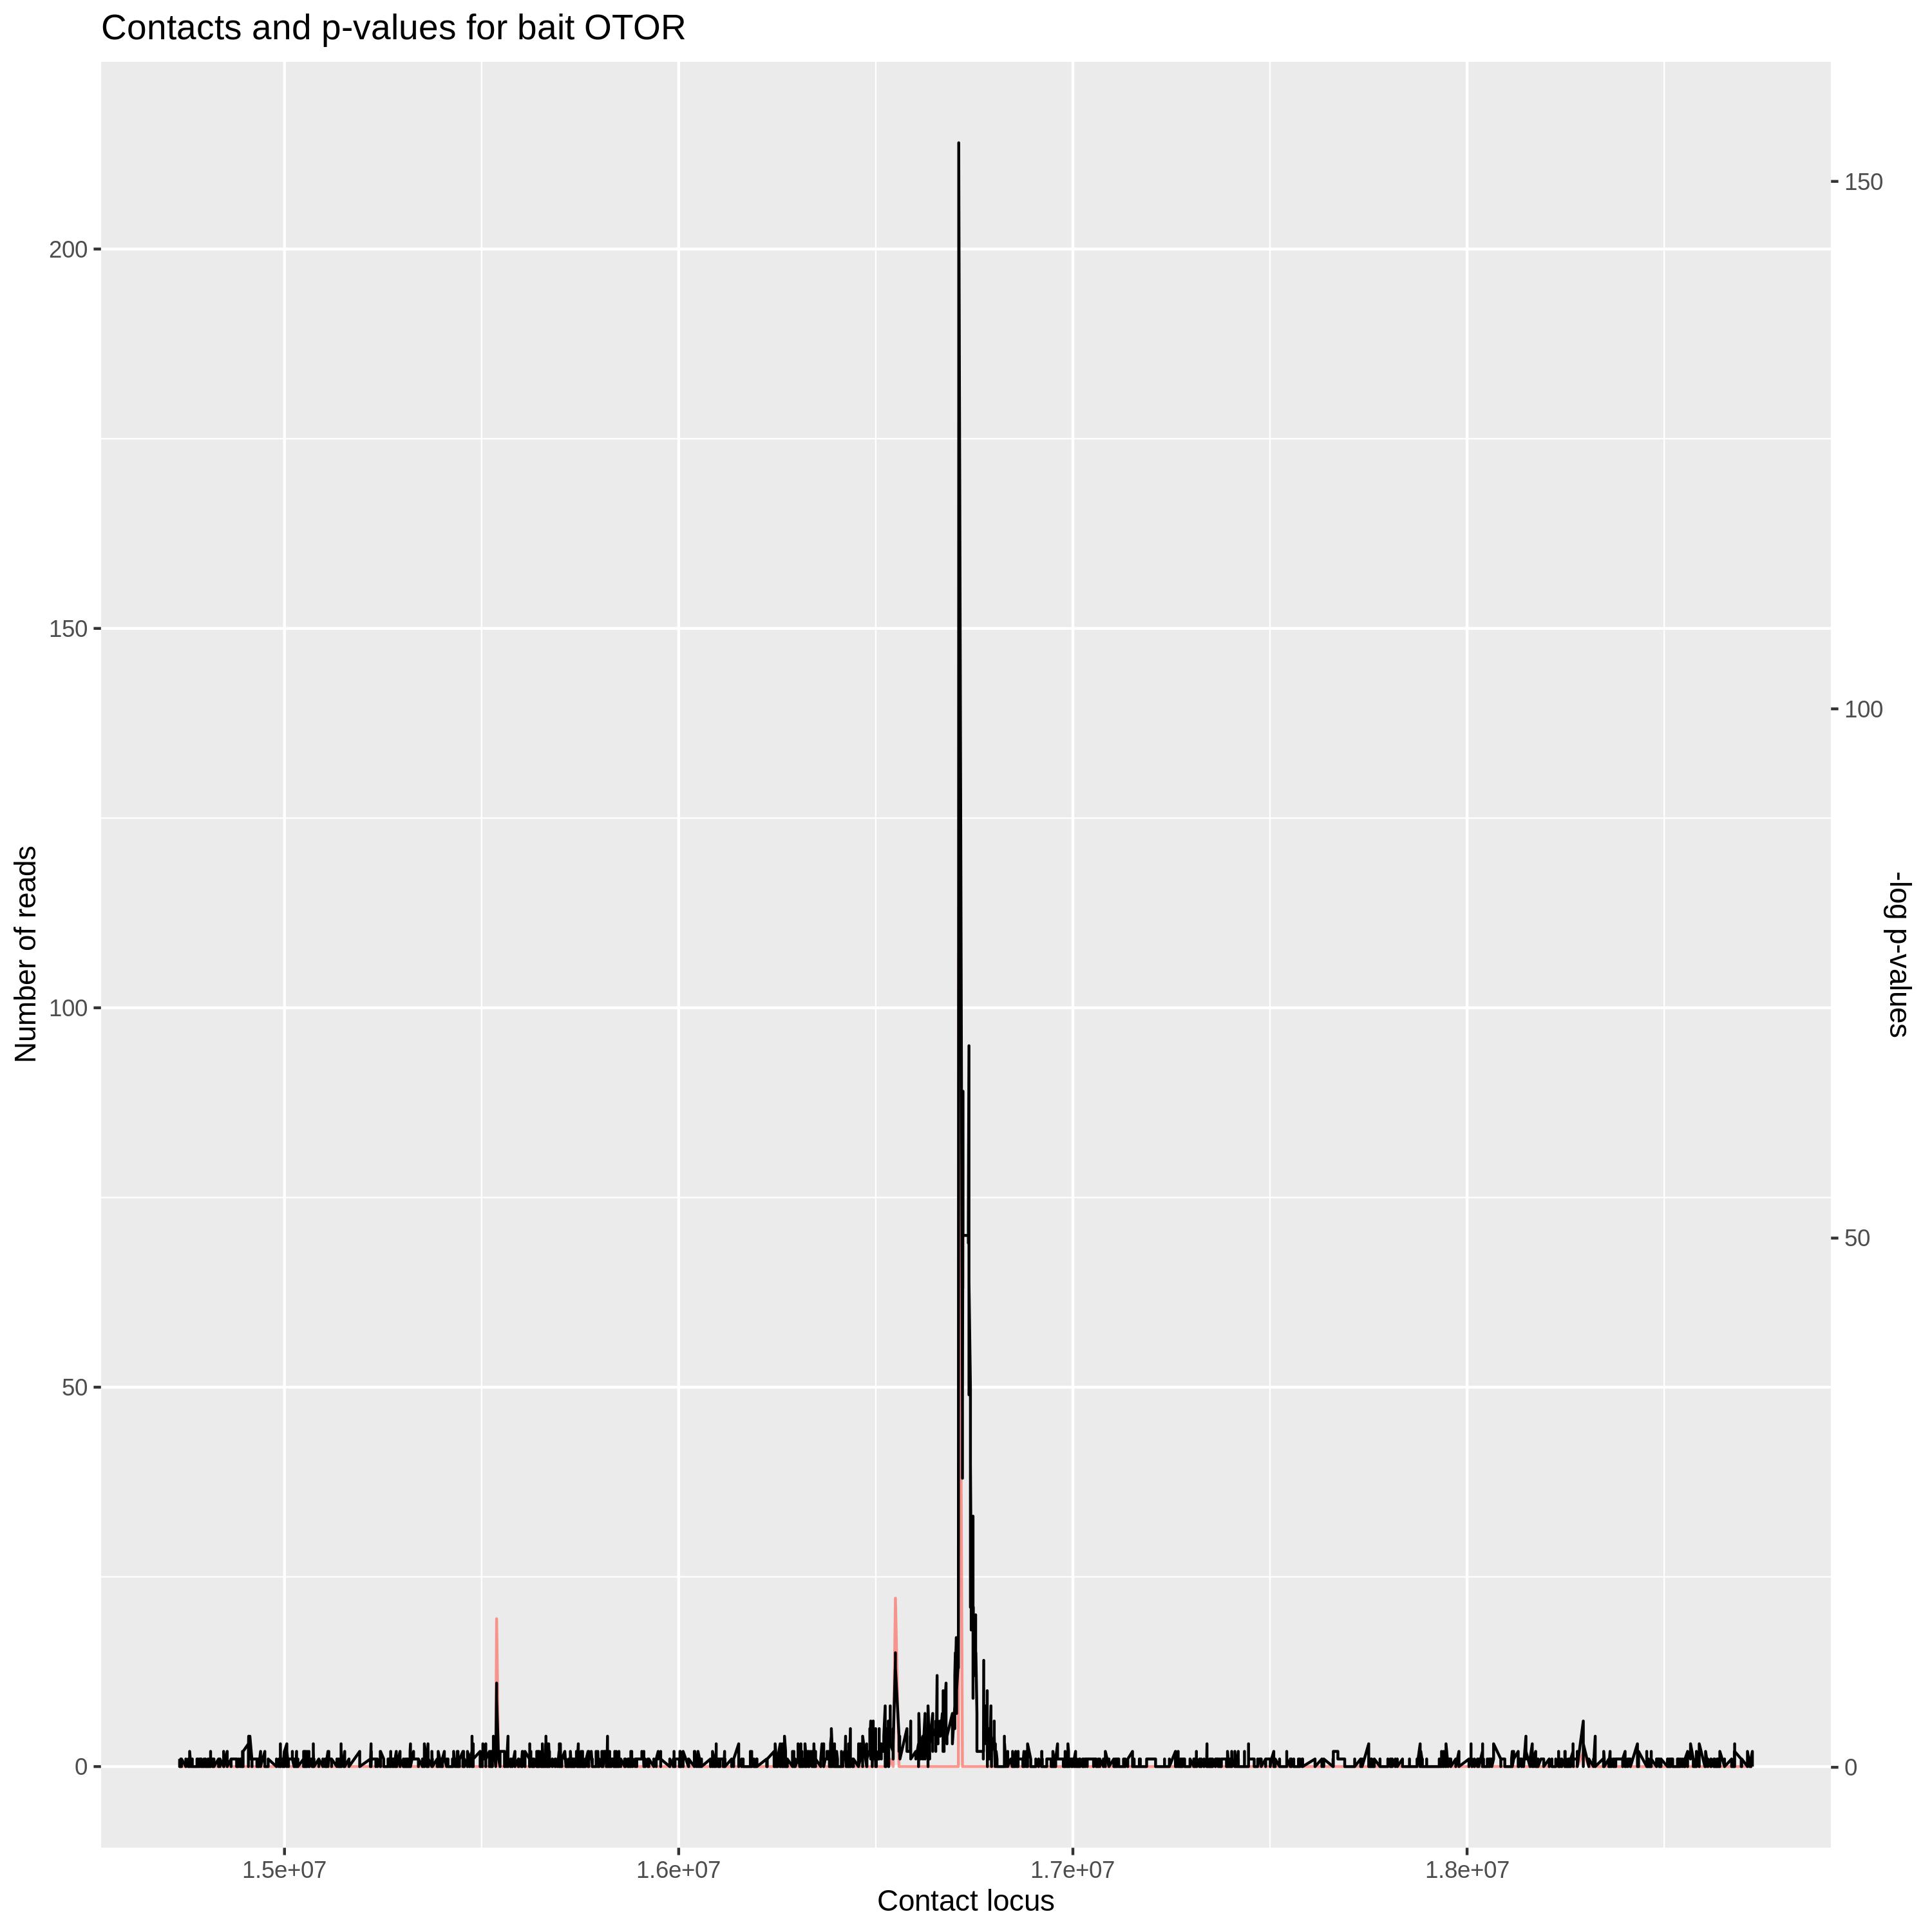 Contacts and p-values for bait OTOR
200
150
100
50
0
150
100
50
0
Number of reads
-log p-values
1.5e+07 1.6e+07 1.7e+07 1.8e+07
Contact locus